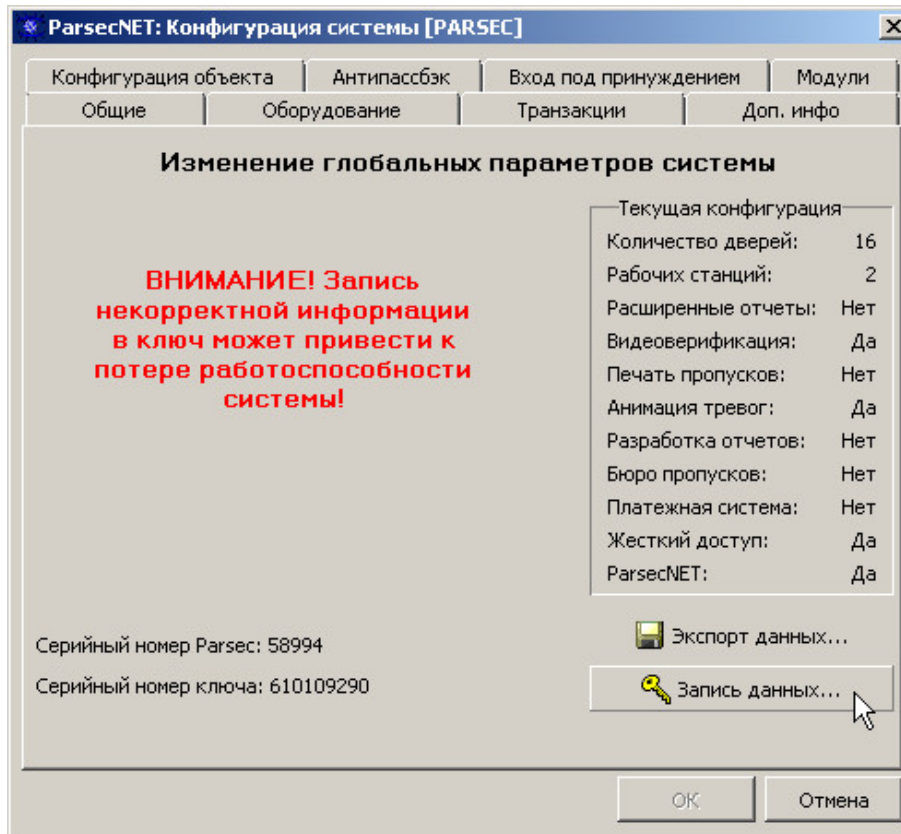 ParsecNET: Конфигурация системы [PARSEC]
Конфигурация объекта Антипассбэк Вход под принуждением Модули
Общие Оборудование Транзакции Доп. инфо
Изменение глобальных параметров системы
ВНИМАНИЕ! Запись
некорректной информации
в ключ может привести к
потере работоспособности
системы!
Текущая конфигурация
Количество дверей: 16
Рабочих станций: 2
Расширенные отчеты: Нет
Видеоверификация: Да
Печать пропусков: Нет
Анимация тревог: Да
Разработка отчетов: Нет
Бюро пропусков: Нет
Платежная система: Нет
Жесткий доступ: Да
ParsecNET: Да
Серийный номер Parsec: 58994
Серийный номер ключа: 610109290
Экспорт данных...
Запись данных...
ОК Отмена